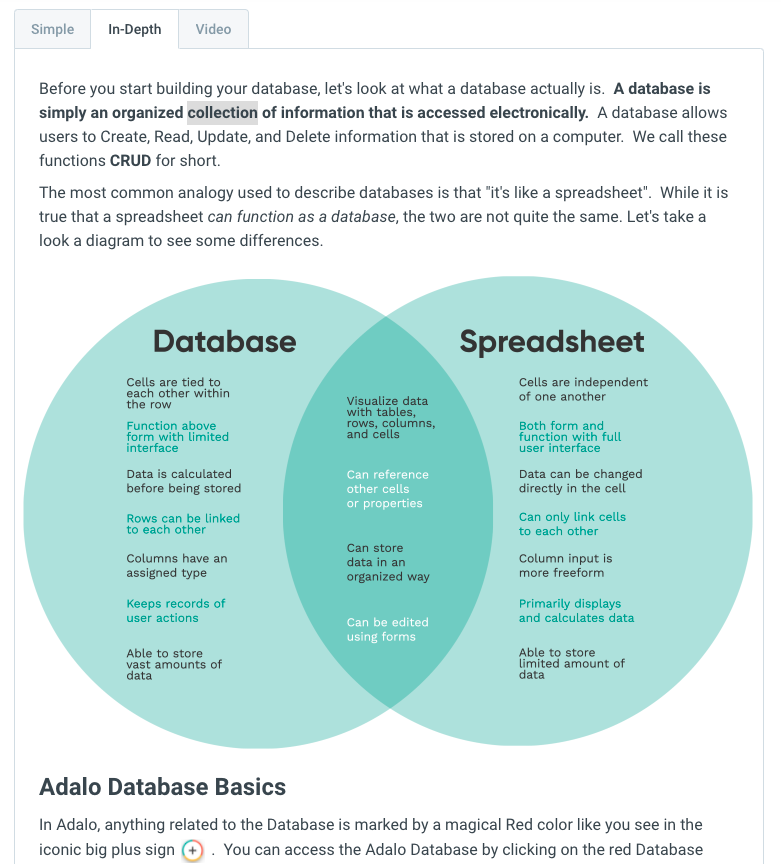 Simple
In-Depth
Video
Before you start building your database, let's look at what a database actually is.  A database is
simply an organized collection of information that is accessed electronically.  A database allows
users to Create, Read, Update, and Delete information that is stored on a computer.  We call these
functions CRUD for short.
The most common analogy used to describe databases is that "it's like a spreadsheet".  While it is
true that a spreadsheet can function as a database, the two are not quite the same. Let's take a
look a diagram to see some differences.
Database
Cells are tied to
each other within
the row
Function above
form with limited
interface
Data is calculated
before being stored
Rows can be linked
to each other
Columns have an
assigned type
Keeps records of
user actions
Able to store
vast amounts of
data
Visualize data
with tables,
rows, columns,
and cells
Can reference
other cells
or properties
Can store
data in an
organized way
Can be edited
using forms
Spreadsheet
Cells are independent
of one another
Both form and
function with full
user interface
Data can be changed
directly in the cell
Can only link cells
to each other
Column input is
more freeform
Primarily displays
and calculates data
Able to store
limited amount of
data
Adalo Database Basics
In Adalo, anything related to the Database is marked by a magical Red color like you see in the
iconic big plus sign .  You can access the Adalo Database by clicking on the red Database